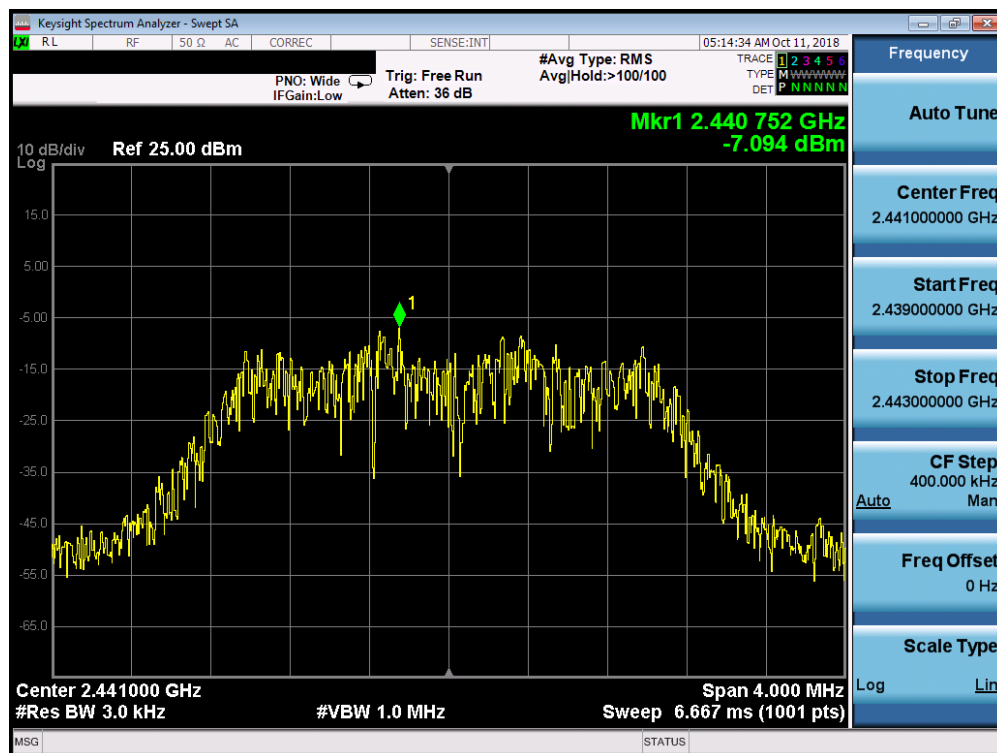 Keysight Spectrum Analyzer - Swept SA
LXI RL RF 50 Ω AC CORREC SENSE:INT 05:14:34 AM Oct 11, 2018
PNO: Wide
IFGain:Low
Trig: Free Run
Atten: 36 dB
#Avg Type: RMS
Avg|Hold:>100/100
TRACE 1 2 3 4 5 6
TYPE M W W W W W
DET P N N N N N
Mkr1 2.440 752 GHz
-7.094 dBm
10 dB/div
Log
Ref 25.00 dBm
15.0
5.00
-5.00
-15.0
-25.0
-35.0
-45.0
-55.0
-65.0
1
Center 2.441000 GHz
Span 4.000 MHz
#Res BW 3.0 kHz
#VBW 1.0 MHz
Sweep 6.667 ms (1001 pts)
MSG
STATUS
Frequency
Auto Tune
Center Freq
2.441000000 GHz
Start Freq
2.439000000 GHz
Stop Freq
2.443000000 GHz
CF Step
400.000 kHz
Auto Man
Freq Offset
0 Hz
Scale Type
Log Lin